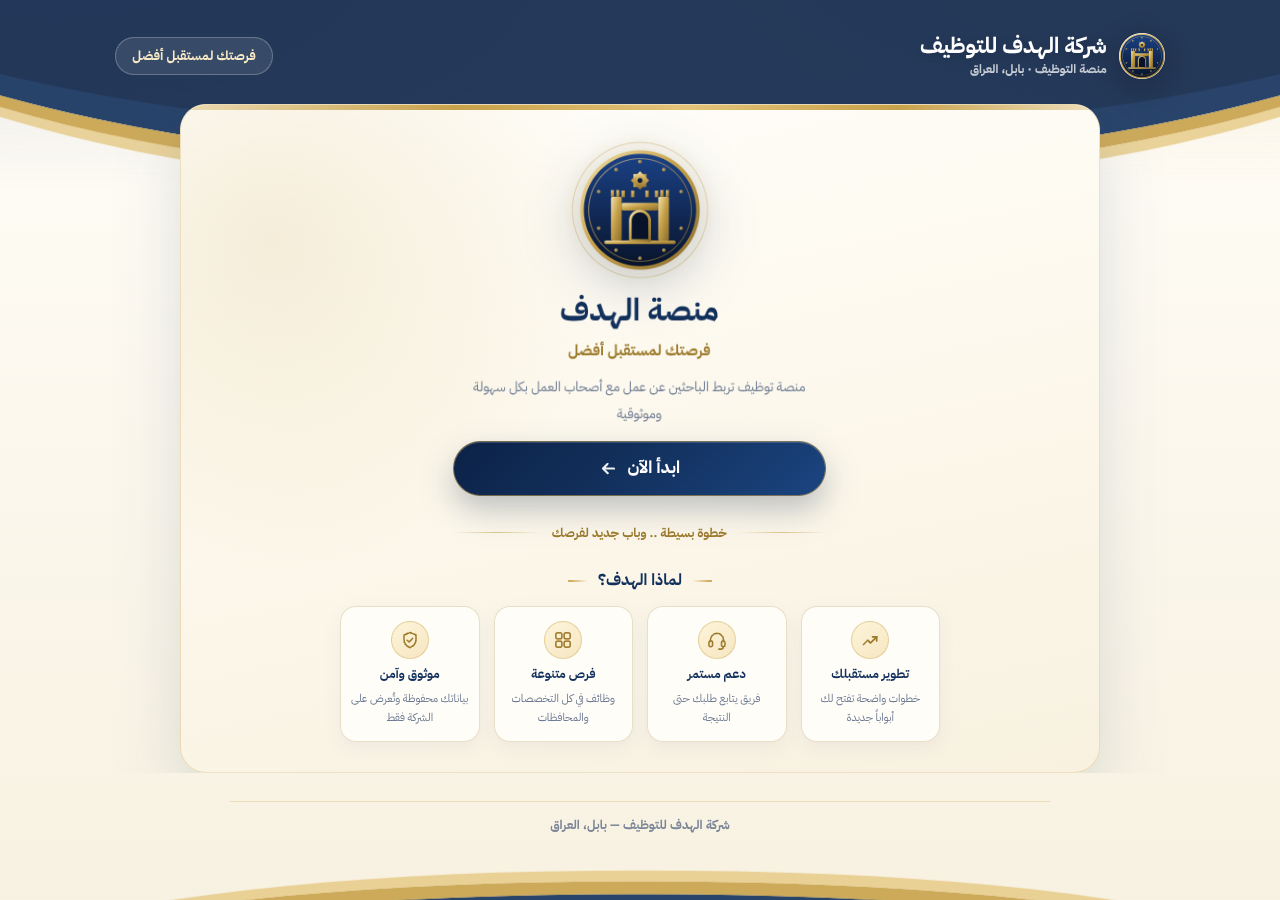 شركة الهدف للتوظيف
منصة التوظيف · بابل، العراق
فرصتك لمستقبل أفضل
منصة الهدف
فرصتك لمستقبل أفضل
منصة توظيف تربط الباحثين عن عمل مع أصحاب العمل بكل سهولة
وموثوقية
ابدأ الآن ←
خطوة بسيطة .. وباب جديد لفرصك
لماذا الهدف؟
تطوير مستقبلك
خطوات واضحة تفتح لك
أبواباً جديدة
دعم مستمر
فريق يتابع طلبك حتى
النتيجة
فرص متنوعة
وظائف في كل التخصصات
والمحافظات
موثوق وآمن
بياناتك محفوظة وتُعرض على
الشركة فقط
شركة الهدف للتوظيف — بابل، العراق